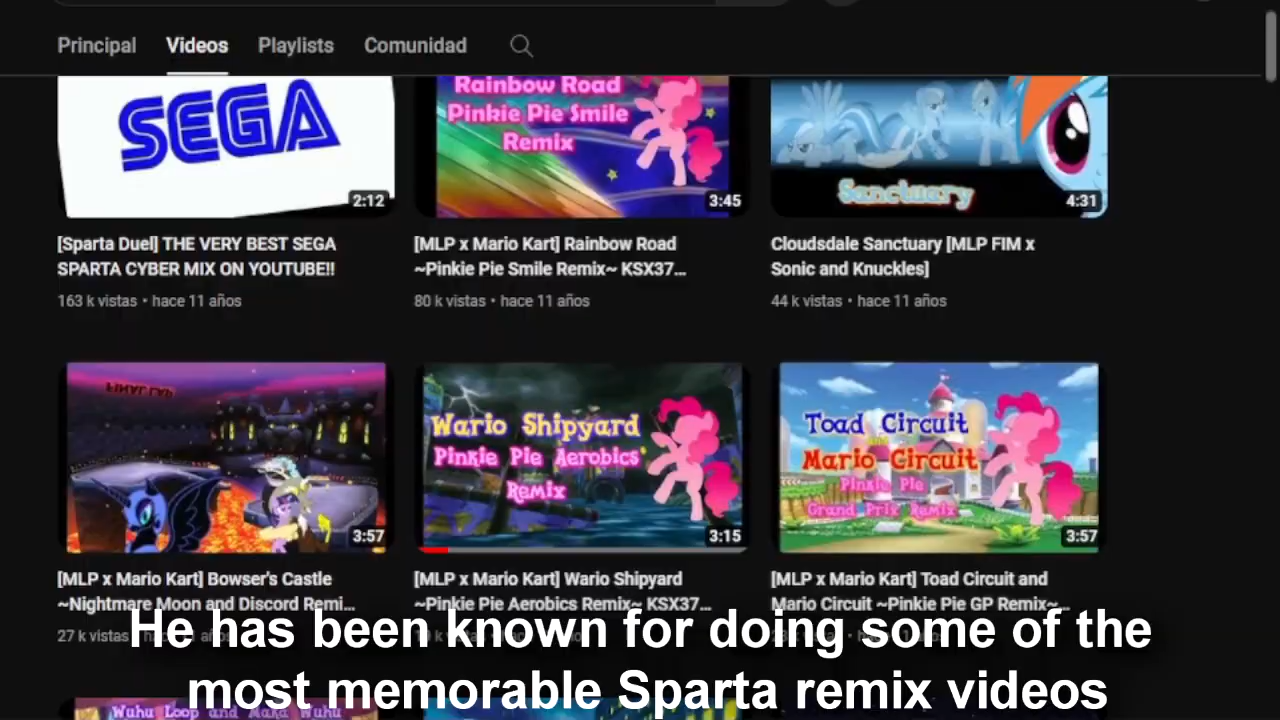 Principal Videos Playlists Comunidad
SEGA
2:12
Rainbow Road
Pinkie Pie Smile
Remix
3:45
Sanctuary
4:31
[Sparta Duel] THE VERY BEST SEGA
SPARTA CYBER MIX ON YOUTUBE!!
163 k vistas • hace 11 años
[MLP x Mario Kart] Rainbow Road
~Pinkie Pie Smile Remix~ KSX37...
80 k vistas • hace 11 años
Cloudsdale Sanctuary [MLP FIM x
Sonic and Knuckles]
44 k vistas • hace 11 años
FINAL LAP
3:57
Wario Shipyard
Pinkie Pie Aerobics
Remix
3:15
Toad Circuit
and
Mario Circuit
Pinkie Pie
Grand Prix Remix
3:57
[MLP x Mario Kart] Bowser's Castle
~Nightmare Moon and Discord Remi...
27 k vistas
[MLP x Mario Kart] Wario Shipyard
~Pinkie Pie Aerobics Remix~ KSX37...
[MLP x Mario Kart] Toad Circuit and
Mario Circuit ~Pinkie Pie GP Remix~...
He has been known for doing some of the
most memorable Sparta remix videos
Wuhu Loop and Maka Wuhu